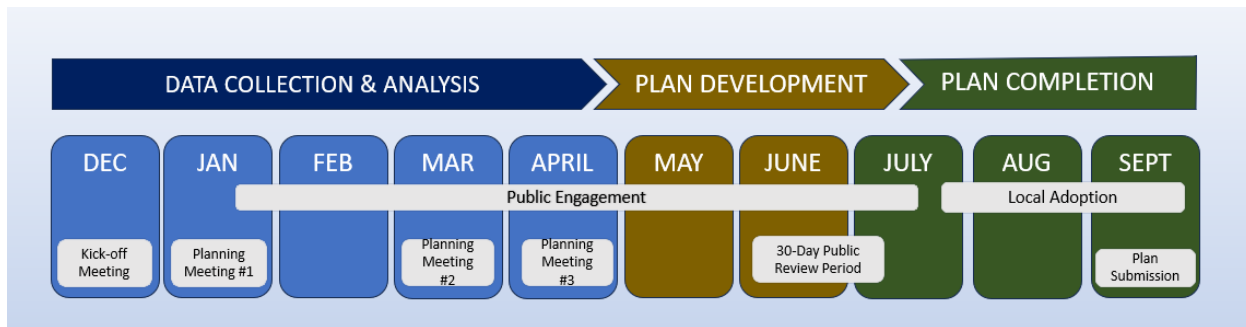 DATA COLLECTION & ANALYSIS
PLAN DEVELOPMENT
PLAN COMPLETION
DEC
JAN
FEB
MAR
APRIL
MAY
JUNE
JULY
AUG
SEPT
Public Engagement
Local Adoption
Kick-off
Meeting
Planning
Meeting #1
Planning
Meeting
#2
Planning
Meeting
#3
30-Day Public
Review Period
Plan
Submission